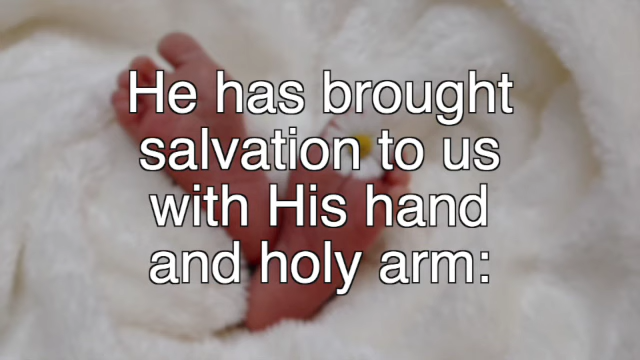 He has brought
salvation to us
with His hand
and holy arm: